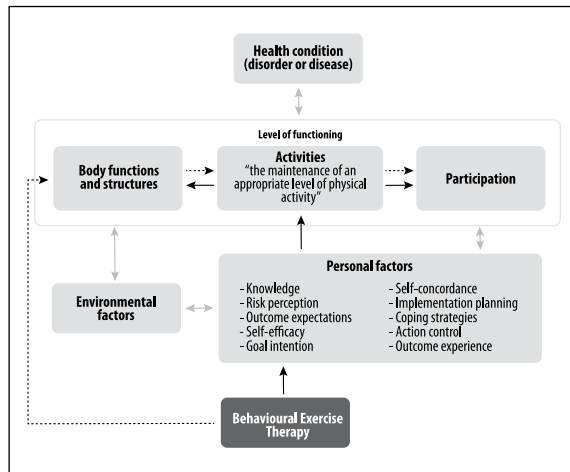 Health condition
(disorder or disease)
Level of functioning
Body functions
and structures
Activities
“the maintenance of an
appropriate level of physical
activity”
Participation
Environmental
factors
Personal factors
- Knowledge
- Risk perception
- Outcome expectations
- Self-efficacy
- Goal intention
- Self-concordance
- Implementation planning
- Coping strategies
- Action control
- Outcome experience
Behavioural Exercise
Therapy